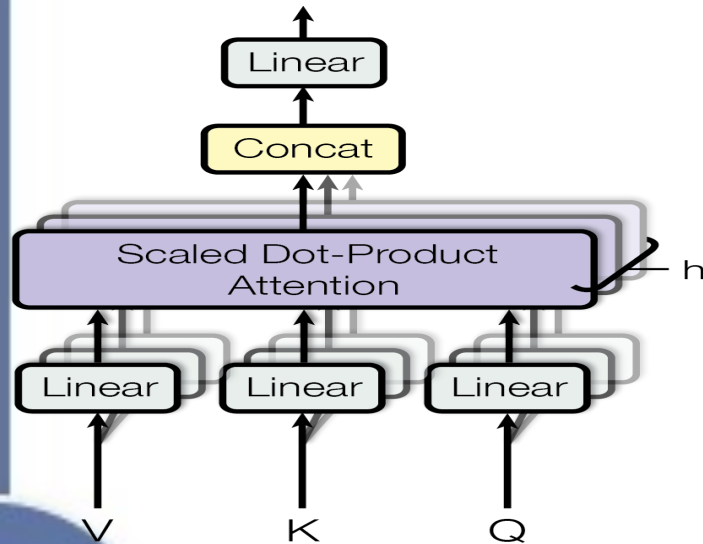 Linear
Concat
Scaled Dot-Product
Attention
h
Linear
Linear
Linear
V
K
Q